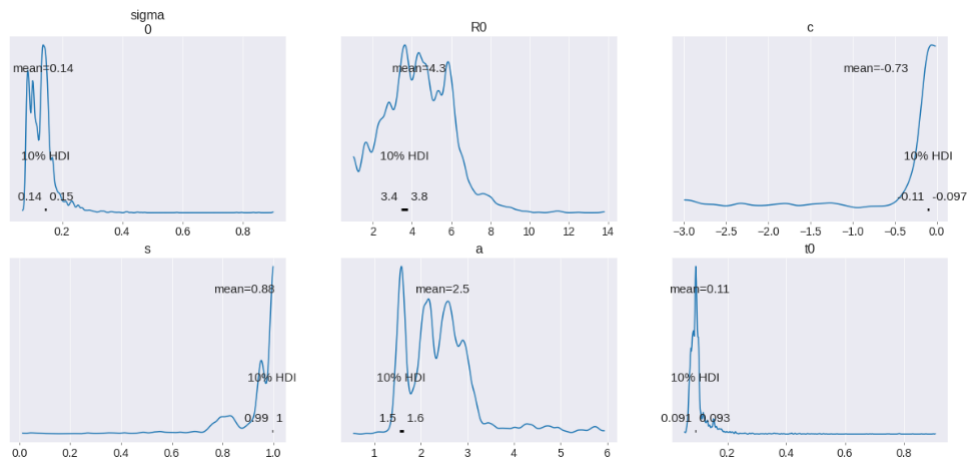 sigma
0
mean=0.14
10% HDI
0.14 0.15
0.2 0.4 0.6 0.8
R0
mean=4.3
10% HDI
3.4 3.8
2 4 6 8 10 12 14
c
mean=-0.73
10% HDI
-0.11 -0.097
−3.0 −2.5 −2.0 −1.5 −1.0 −0.5 0.0
s
mean=0.88
10% HDI
0.99 1
0.0 0.2 0.4 0.6 0.8 1.0
a
mean=2.5
10% HDI
1.5 1.6
1 2 3 4 5 6
t0
mean=0.11
10% HDI
0.091 0.093
0.2 0.4 0.6 0.8